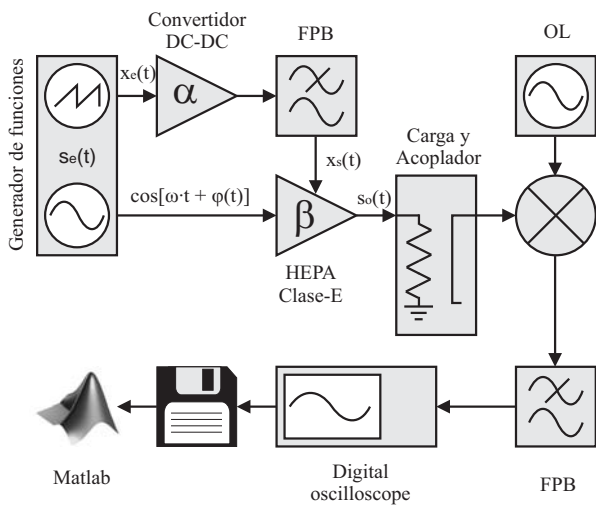 Convertidor
DC-DC
FPB
OL
Generador de funciones
xe(t)
α
se(t)
xs(t)
Carga y
Acoplador
cos[ω·t + φ(t)]
β
so(t)
HEPA
Clase-E
Matlab
Digital
oscilloscope
FPB